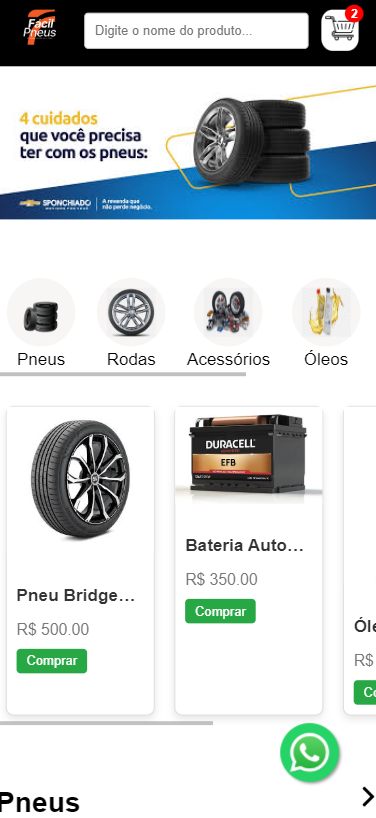 Fácil
Pneus
Digite o nome do produto...
2
4 cuidados
que você precisa
ter com os pneus:
SPONCHIADO
A revenda que
não perde negócio.
Pneus
Rodas
Acessórios
Óleos
DURACELL
EFB
Pneu Bridge...
R$ 500.00
Comprar
Bateria Auto...
R$ 350.00
Comprar
Óle
R$
Co
Pneus